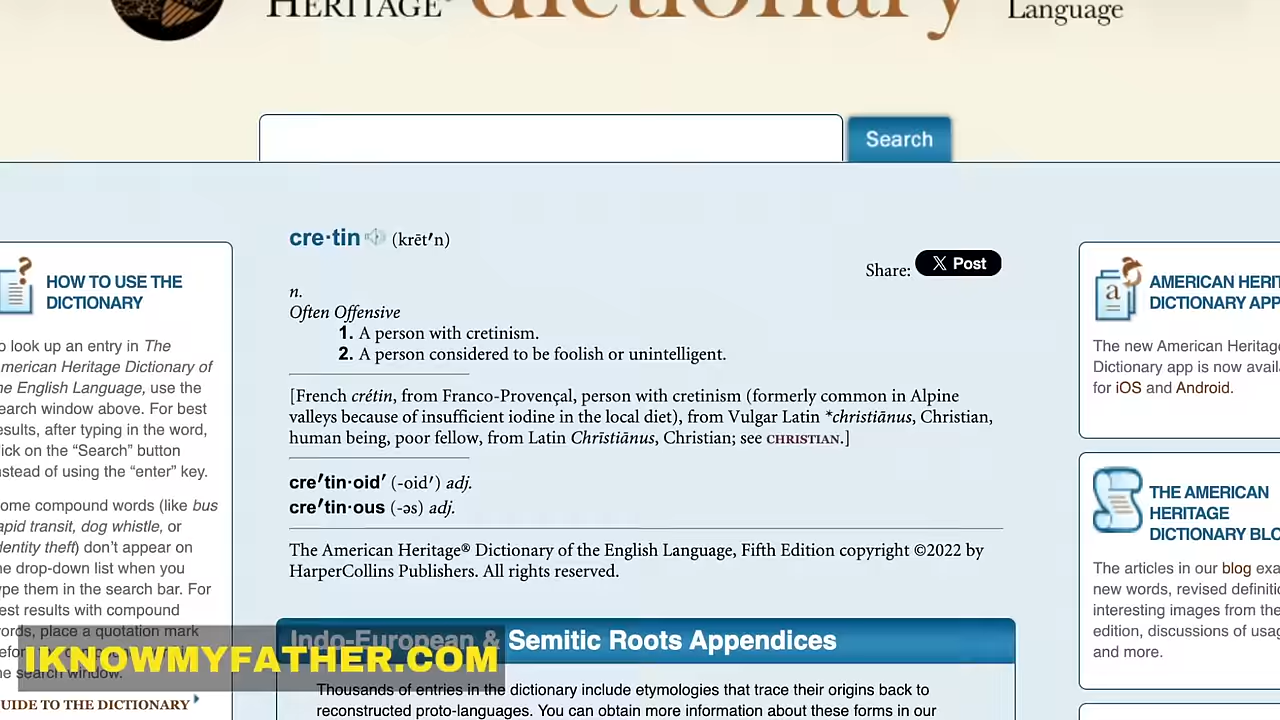 HERITAGE® dictionary Language
Search
cre·tin (krēt′n)
Share: X Post
n.
Often Offensive
1. A person with cretinism.
2. A person considered to be foolish or unintelligent.
[French crétin, from Franco-Provençal, person with cretinism (formerly common in Alpine
valleys because of insufficient iodine in the local diet), from Vulgar Latin *christiānus, Christian,
human being, poor fellow, from Latin Chrīstiānus, Christian; see CHRISTIAN.]
cre′tin·oid′ (-oid′) adj.
cre′tin·ous (-əs) adj.
The American Heritage® Dictionary of the English Language, Fifth Edition copyright ©2022 by
HarperCollins Publishers. All rights reserved.
Indo-European & Semitic Roots Appendices
Thousands of entries in the dictionary include etymologies that trace their origins back to
reconstructed proto-languages. You can obtain more information about these forms in our
HOW TO USE THE
DICTIONARY
o look up an entry in The
merican Heritage Dictionary of
he English Language, use the
earch window above. For best
esults, after typing in the word,
lick on the “Search” button
nstead of using the “enter” key.
ome compound words (like bus
apid transit, dog whistle, or
dentity theft) don’t appear on
he drop-down list when you
ype them in the search bar. For
est results with compound
ords, place a quotation mark
he search window.
UIDE TO THE DICTIONARY
IKNOWMYFATHER.COM
AMERICAN HERIT
DICTIONARY APP
The new American Heritage
Dictionary app is now avail
for iOS and Android.
THE AMERICAN
HERITAGE
DICTIONARY BLO
The articles in our blog exa
new words, revised definitio
interesting images from the
edition, discussions of usag
and more.